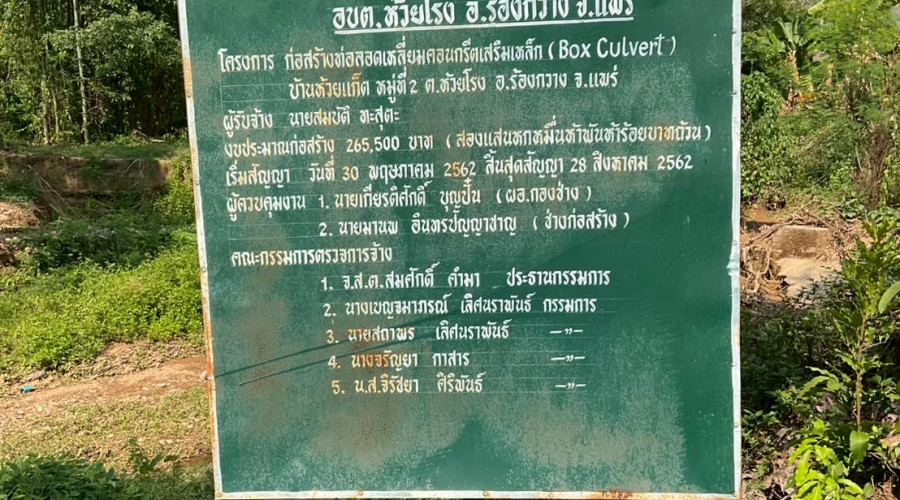 อบต.ห้วยโรง อ.ร้องกวาง จ.แพร่
โครงการ ก่อสร้างท่อลอดเหลี่ยมคอนกรีตเสริมเหล็ก (Box Culvert)
บ้านห้วยแก๊ต หมู่ที่ 2 ต.ห้วยโรง อ.ร้องกวาง จ.แพร่
ผู้รับจ้าง นายสมบัติ ทะสุตะ
งบประมาณก่อสร้าง 265,500 บาท (สองแสนหกหมื่นห้าพันห้าร้อยบาทถ้วน)
เริ่มสัญญา วันที่ 30 พฤษภาคม 2562 สิ้นสุดสัญญา 28 สิงหาคม 2562
ผู้ควบคุมงาน 1. นายเกียรติศักดิ์ บุญปั๋น (ผอ.กองช่าง)
2. นายมานพ อินทรปัญญาชาญ (ช่างก่อสร้าง)
คณะกรรมการตรวจการจ้าง
1. จ.ส.ต.สมศักดิ์ คำมา ประธานกรรมการ
2. นางเบญจมาภรณ์ เลิศนราพันธ์ กรรมการ
3. นายสถาพร เลิศนราพันธ์ —"—
4. นางจรัญยา กาสาร —"—
5. น.ส.จิรัชยา ศิริพันธ์ —"—